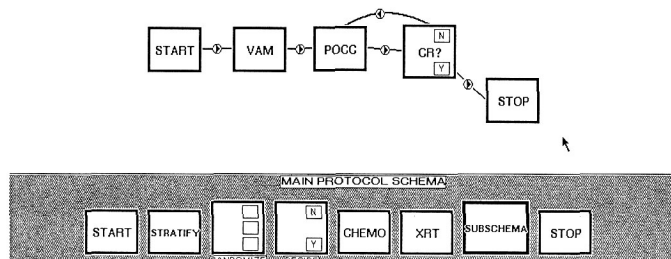 N
START VAM POCC CR?
Y
STOP
MAIN PROTOCOL SCHEMA
N
START STRATIFY CHEMO XRT SUBSCHEMA STOP
Y